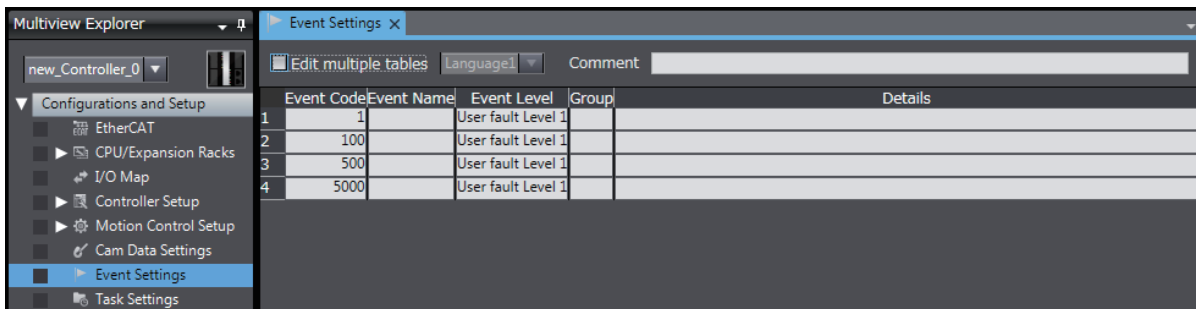 Multiview Explorer
new_Controller_0
Configurations and Setup
EtherCAT
CPU/Expansion Racks
I/O Map
Controller Setup
Motion Control Setup
Cam Data Settings
Event Settings
Task Settings
Event Settings
Edit multiple tables Language1 Comment
Event Code Event Name Event Level Group Details
1 1 User fault Level 1
2 100 User fault Level 1
3 500 User fault Level 1
4 5000 User fault Level 1